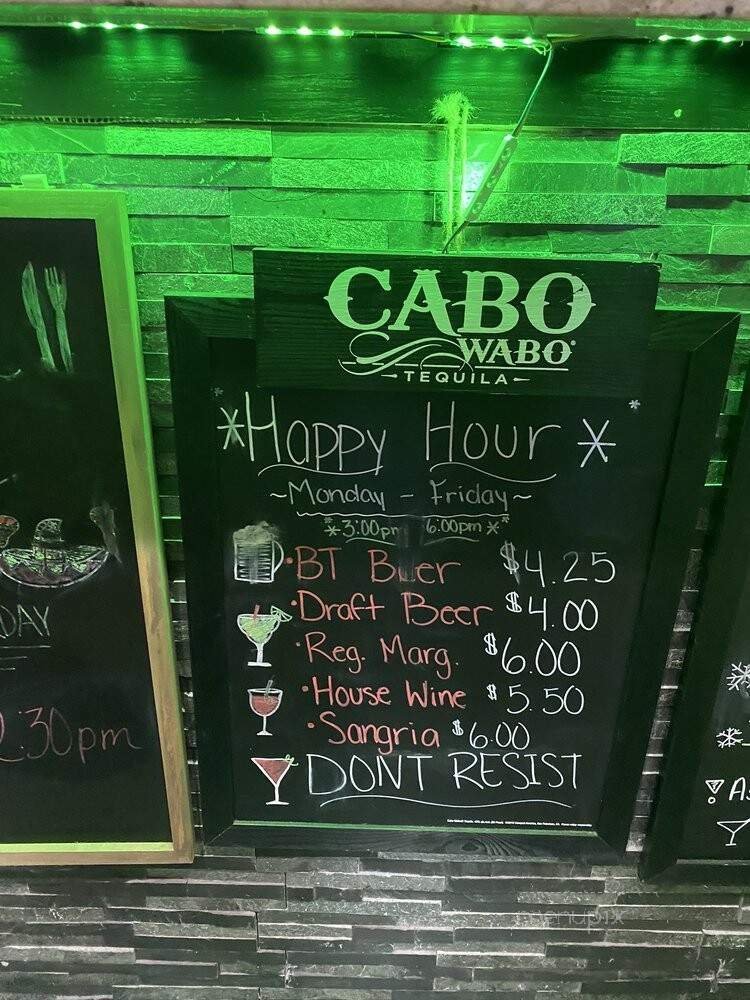 CABO
WABO
TEQUILA
*Happy Hour*
~Monday - Friday~
*3:00pm 6:00pm*
•BT Beer $4.25
•Draft Beer $4.00
•Reg. Marg. $6.00
•House Wine $5.50
•Sangria $6.00
DONT RESIST
DAY
2:30pm
menupix